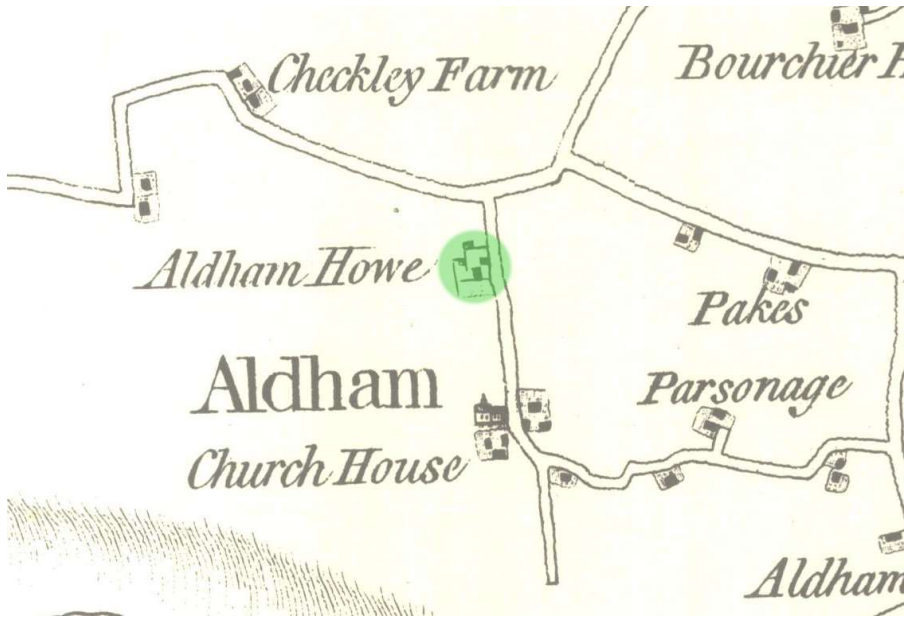 Checkley Farm
Bourchier H
Aldham Howe
Pakes
Aldham
Parsonage
Church House
Aldham